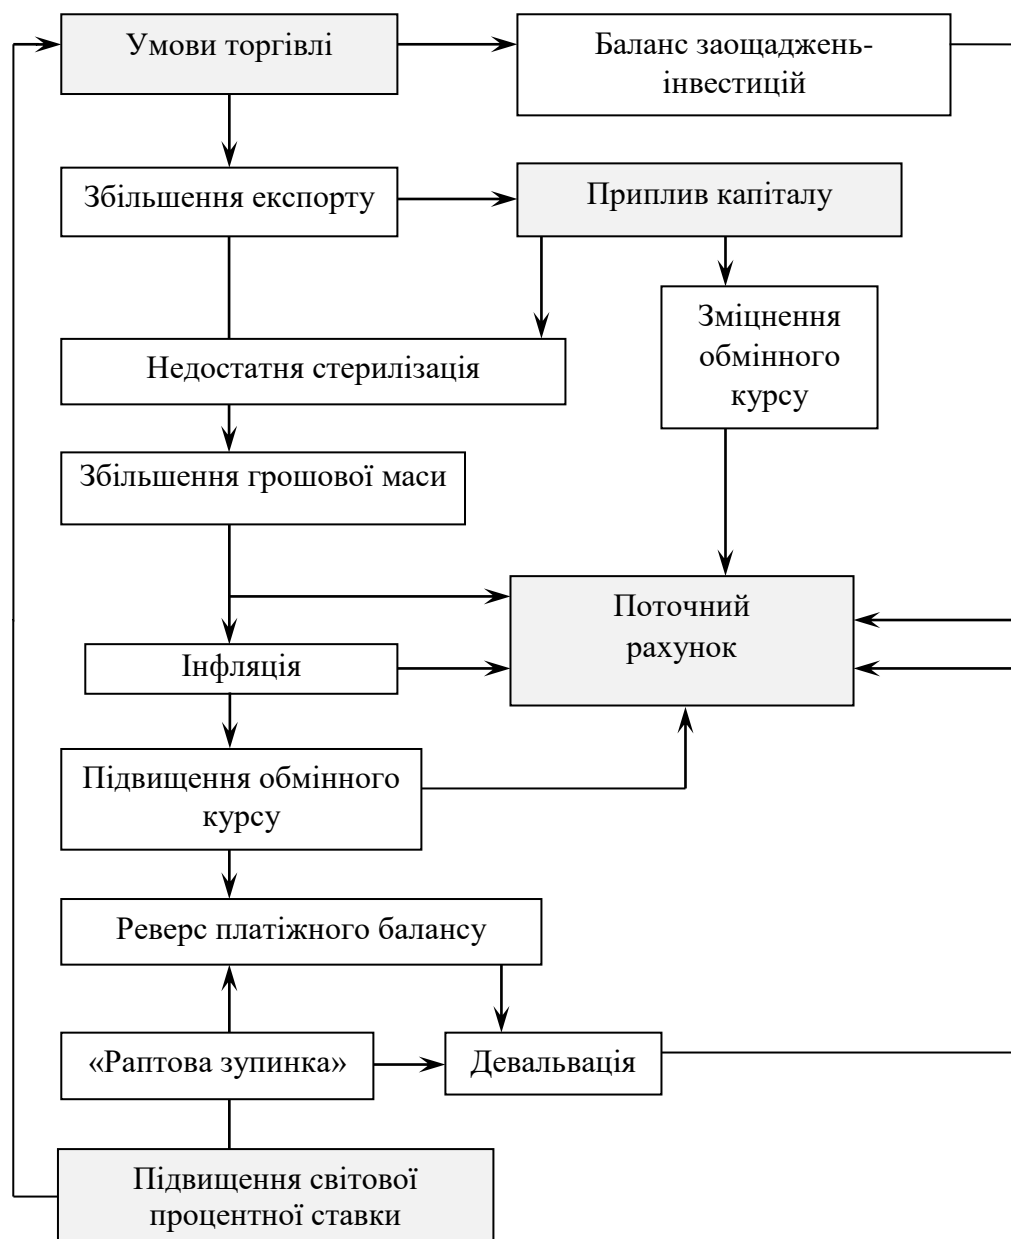 Умови торгівлі
Баланс заощаджень-
інвестицій
Збільшення експорту
Приплив капіталу
Зміцнення
обмінного
курсу
Недостатня стерилізація
Збільшення грошової маси
Поточний
рахунок
Інфляція
Підвищення обмінного
курсу
Реверс платіжного балансу
«Раптова зупинка»
Девальвація
Підвищення світової
процентної ставки